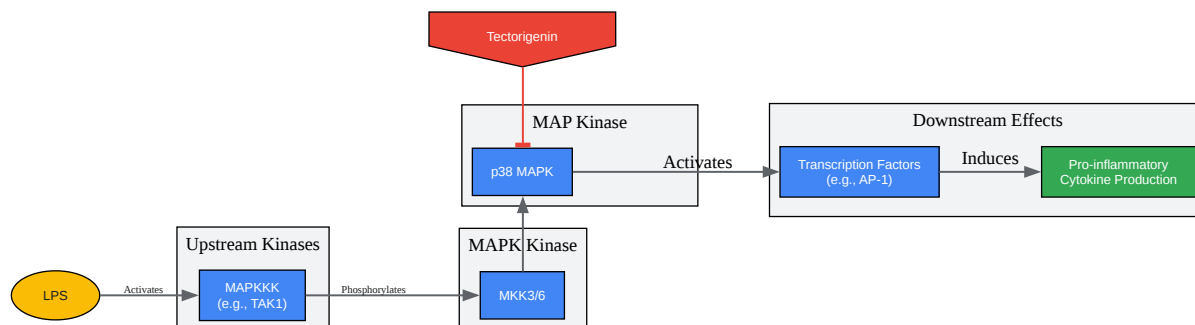 Tectorigenin
MAP Kinase
p38 MAPK
Activates
Downstream Effects
Transcription Factors
(e.g., AP-1)
Induces
Pro-inflammatory
Cytokine Production
Upstream Kinases
MAPK Kinase
LPS
Activates
MAPKKK
(e.g., TAK1)
Phosphorylates
MKK3/6